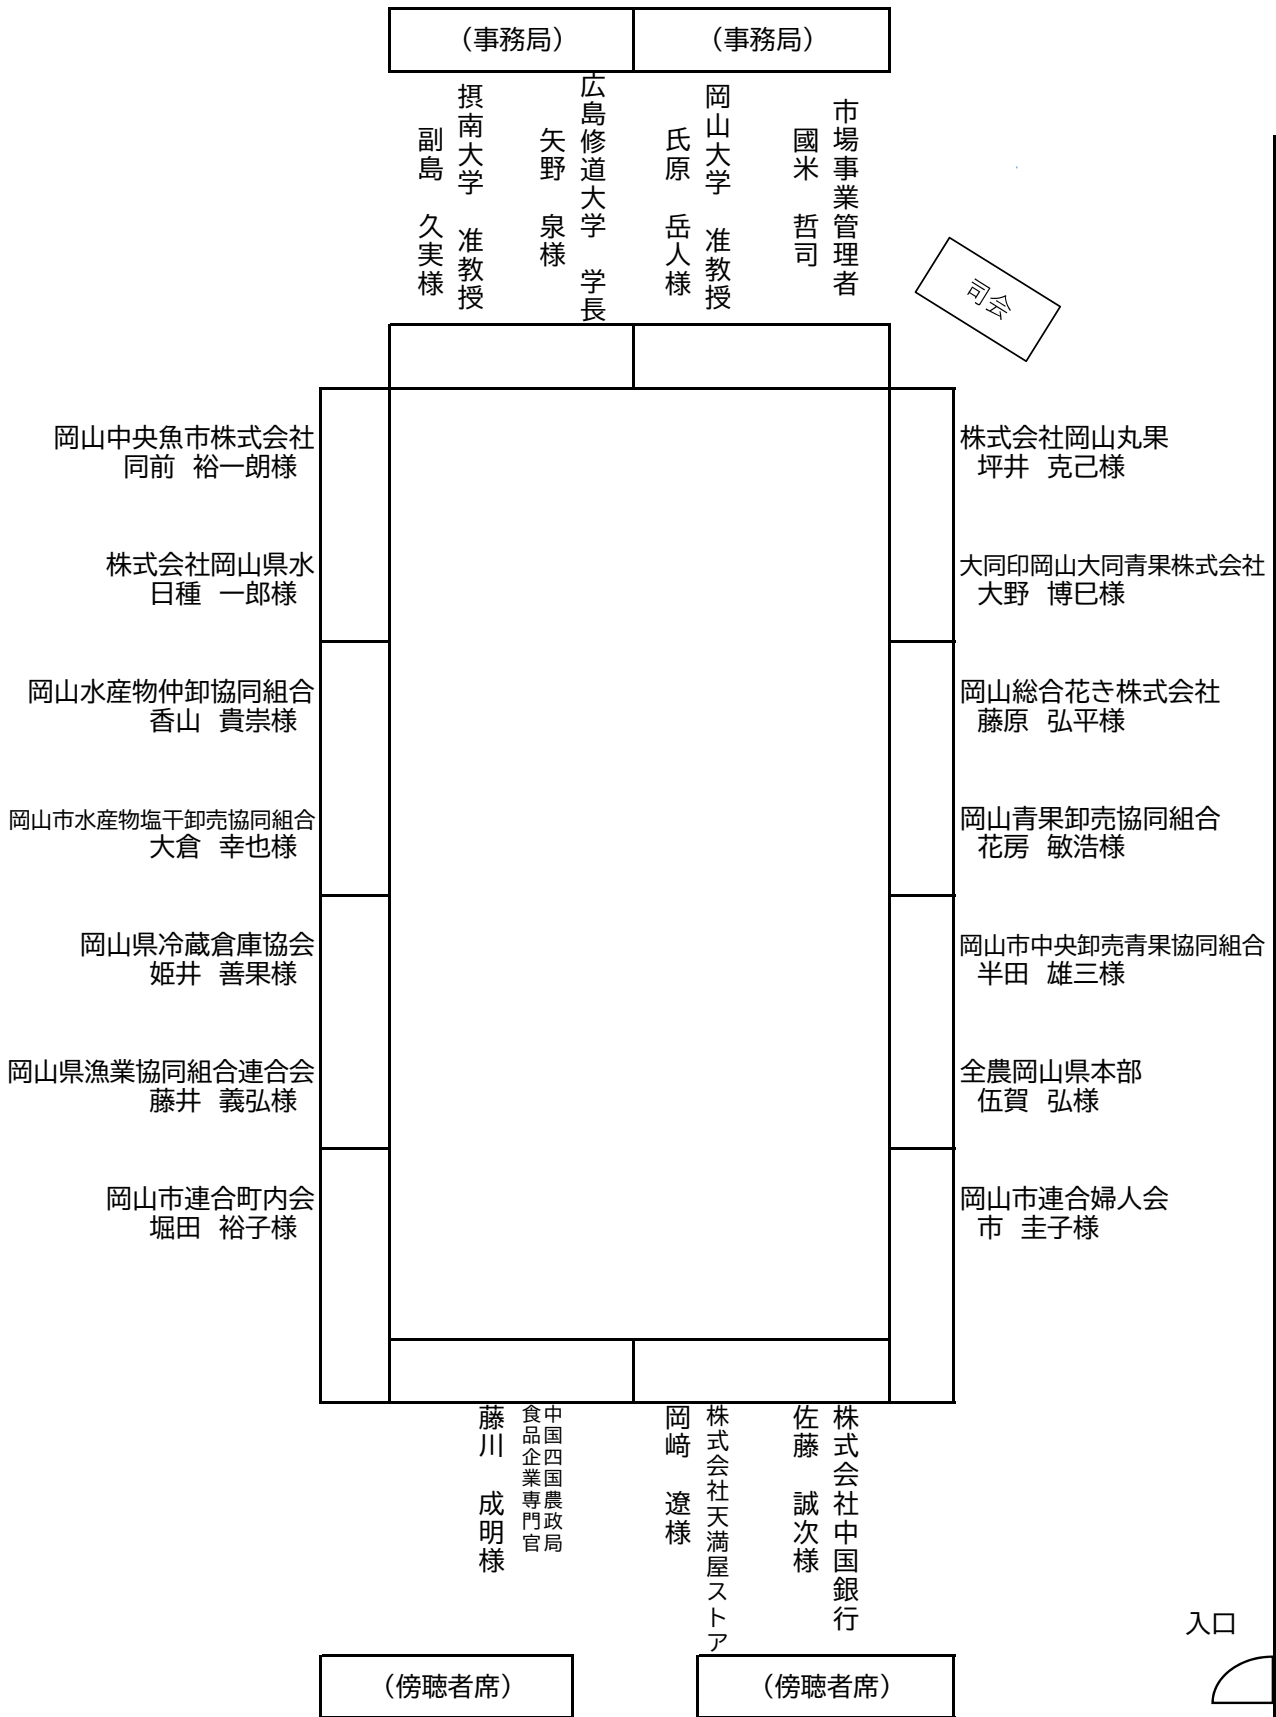 （事務局）
（事務局）
市場事業管理者
國米　哲司
岡山大学　准教授
氏原　岳人様
広島修道大学　学長
矢野　泉様
摂南大学　准教授
副島　久実様
司会
岡山中央魚市株式会社
同前　裕一朗様
株式会社岡山県水
日種　一郎様
岡山水産物仲卸協同組合
香山　貴崇様
岡山市水産物塩干卸売協同組合
大倉　幸也様
岡山県冷蔵倉庫協会
姫井　善果様
岡山県漁業協同組合連合会
藤井　義弘様
岡山市連合町内会
堀田　裕子様
株式会社岡山丸果
坪井　克己様
大同印岡山大同青果株式会社
大野　博巳様
岡山総合花き株式会社
藤原　弘平様
岡山青果卸売協同組合
花房　敏浩様
岡山市中央卸売青果協同組合
半田　雄三様
全農岡山県本部
伍賀　弘様
岡山市連合婦人会
市　圭子様
株式会社中国銀行
佐藤　誠次様
株式会社天満屋ストア
岡﨑　遼様
中国四国農政局
食品企業専門官
藤川　成明様
入口
（傍聴者席）
（傍聴者席）